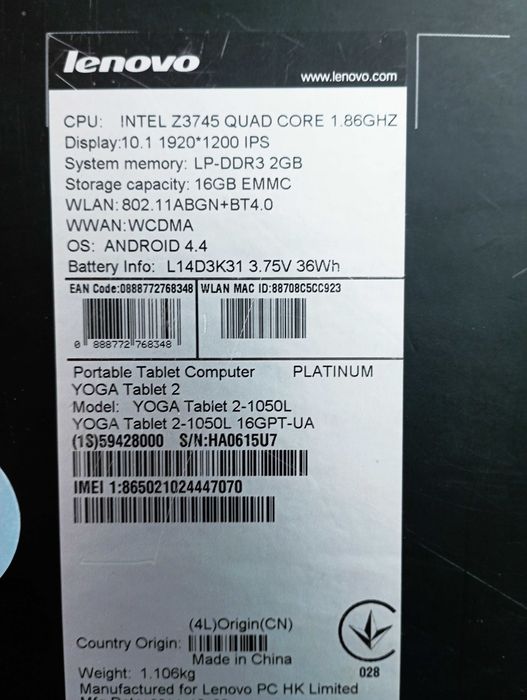 lenovo
www.lenovo.com
CPU: INTEL Z3745 QUAD CORE 1.86GHZ
Display:10.1 1920*1200 IPS
System memory: LP-DDR3 2GB
Storage capacity: 16GB EMMC
WLAN: 802.11ABGN+BT4.0
WWAN:WCDMA
OS: ANDROID 4.4
Battery Info: L14D3K31 3.75V 36Wh
EAN Code:0888772768348 WLAN MAC ID:88708C5CC923
0 888772 768348
Portable Tablet Computer PLATINUM
YOGA Tablet 2
Model: YOGA Tablet 2-1050L
YOGA Tablet 2-1050L 16GPT-UA
(1S)59428000 S/N:HA0615U7
IMEI 1:865021024447070
(4L)Origin(CN)
Country Origin:
Made in China
028
Weight: 1.106kg
Manufactured for Lenovo PC HK Limited